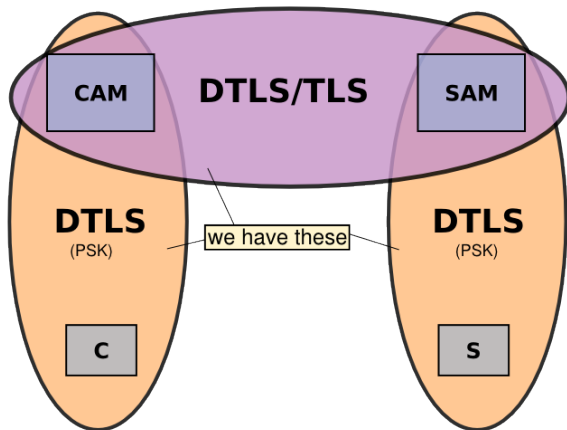 CAM
DTLS/TLS
SAM
DTLS
(PSK)
DTLS
(PSK)
we have these
C
S